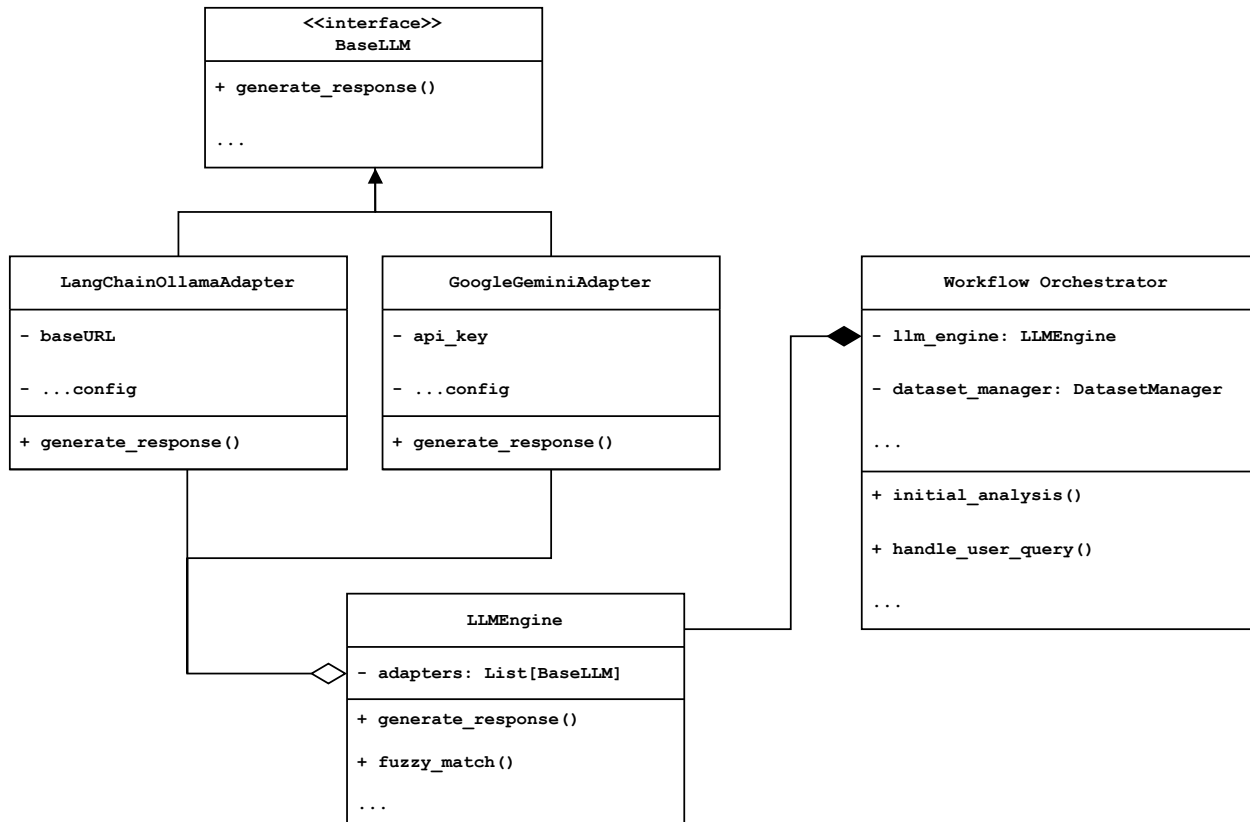 <<interface>>
BaseLLM
+ generate_response()
...
LangChainOllamaAdapter
- baseURL
- ...config
+ generate_response()
GoogleGeminiAdapter
- api_key
- ...config
+ generate_response()
Workflow Orchestrator
- llm_engine: LLMEngine
- dataset_manager: DatasetManager
...
+ initial_analysis()
+ handle_user_query()
...
LLMEngine
- adapters: List[BaseLLM]
+ generate_response()
+ fuzzy_match()
...